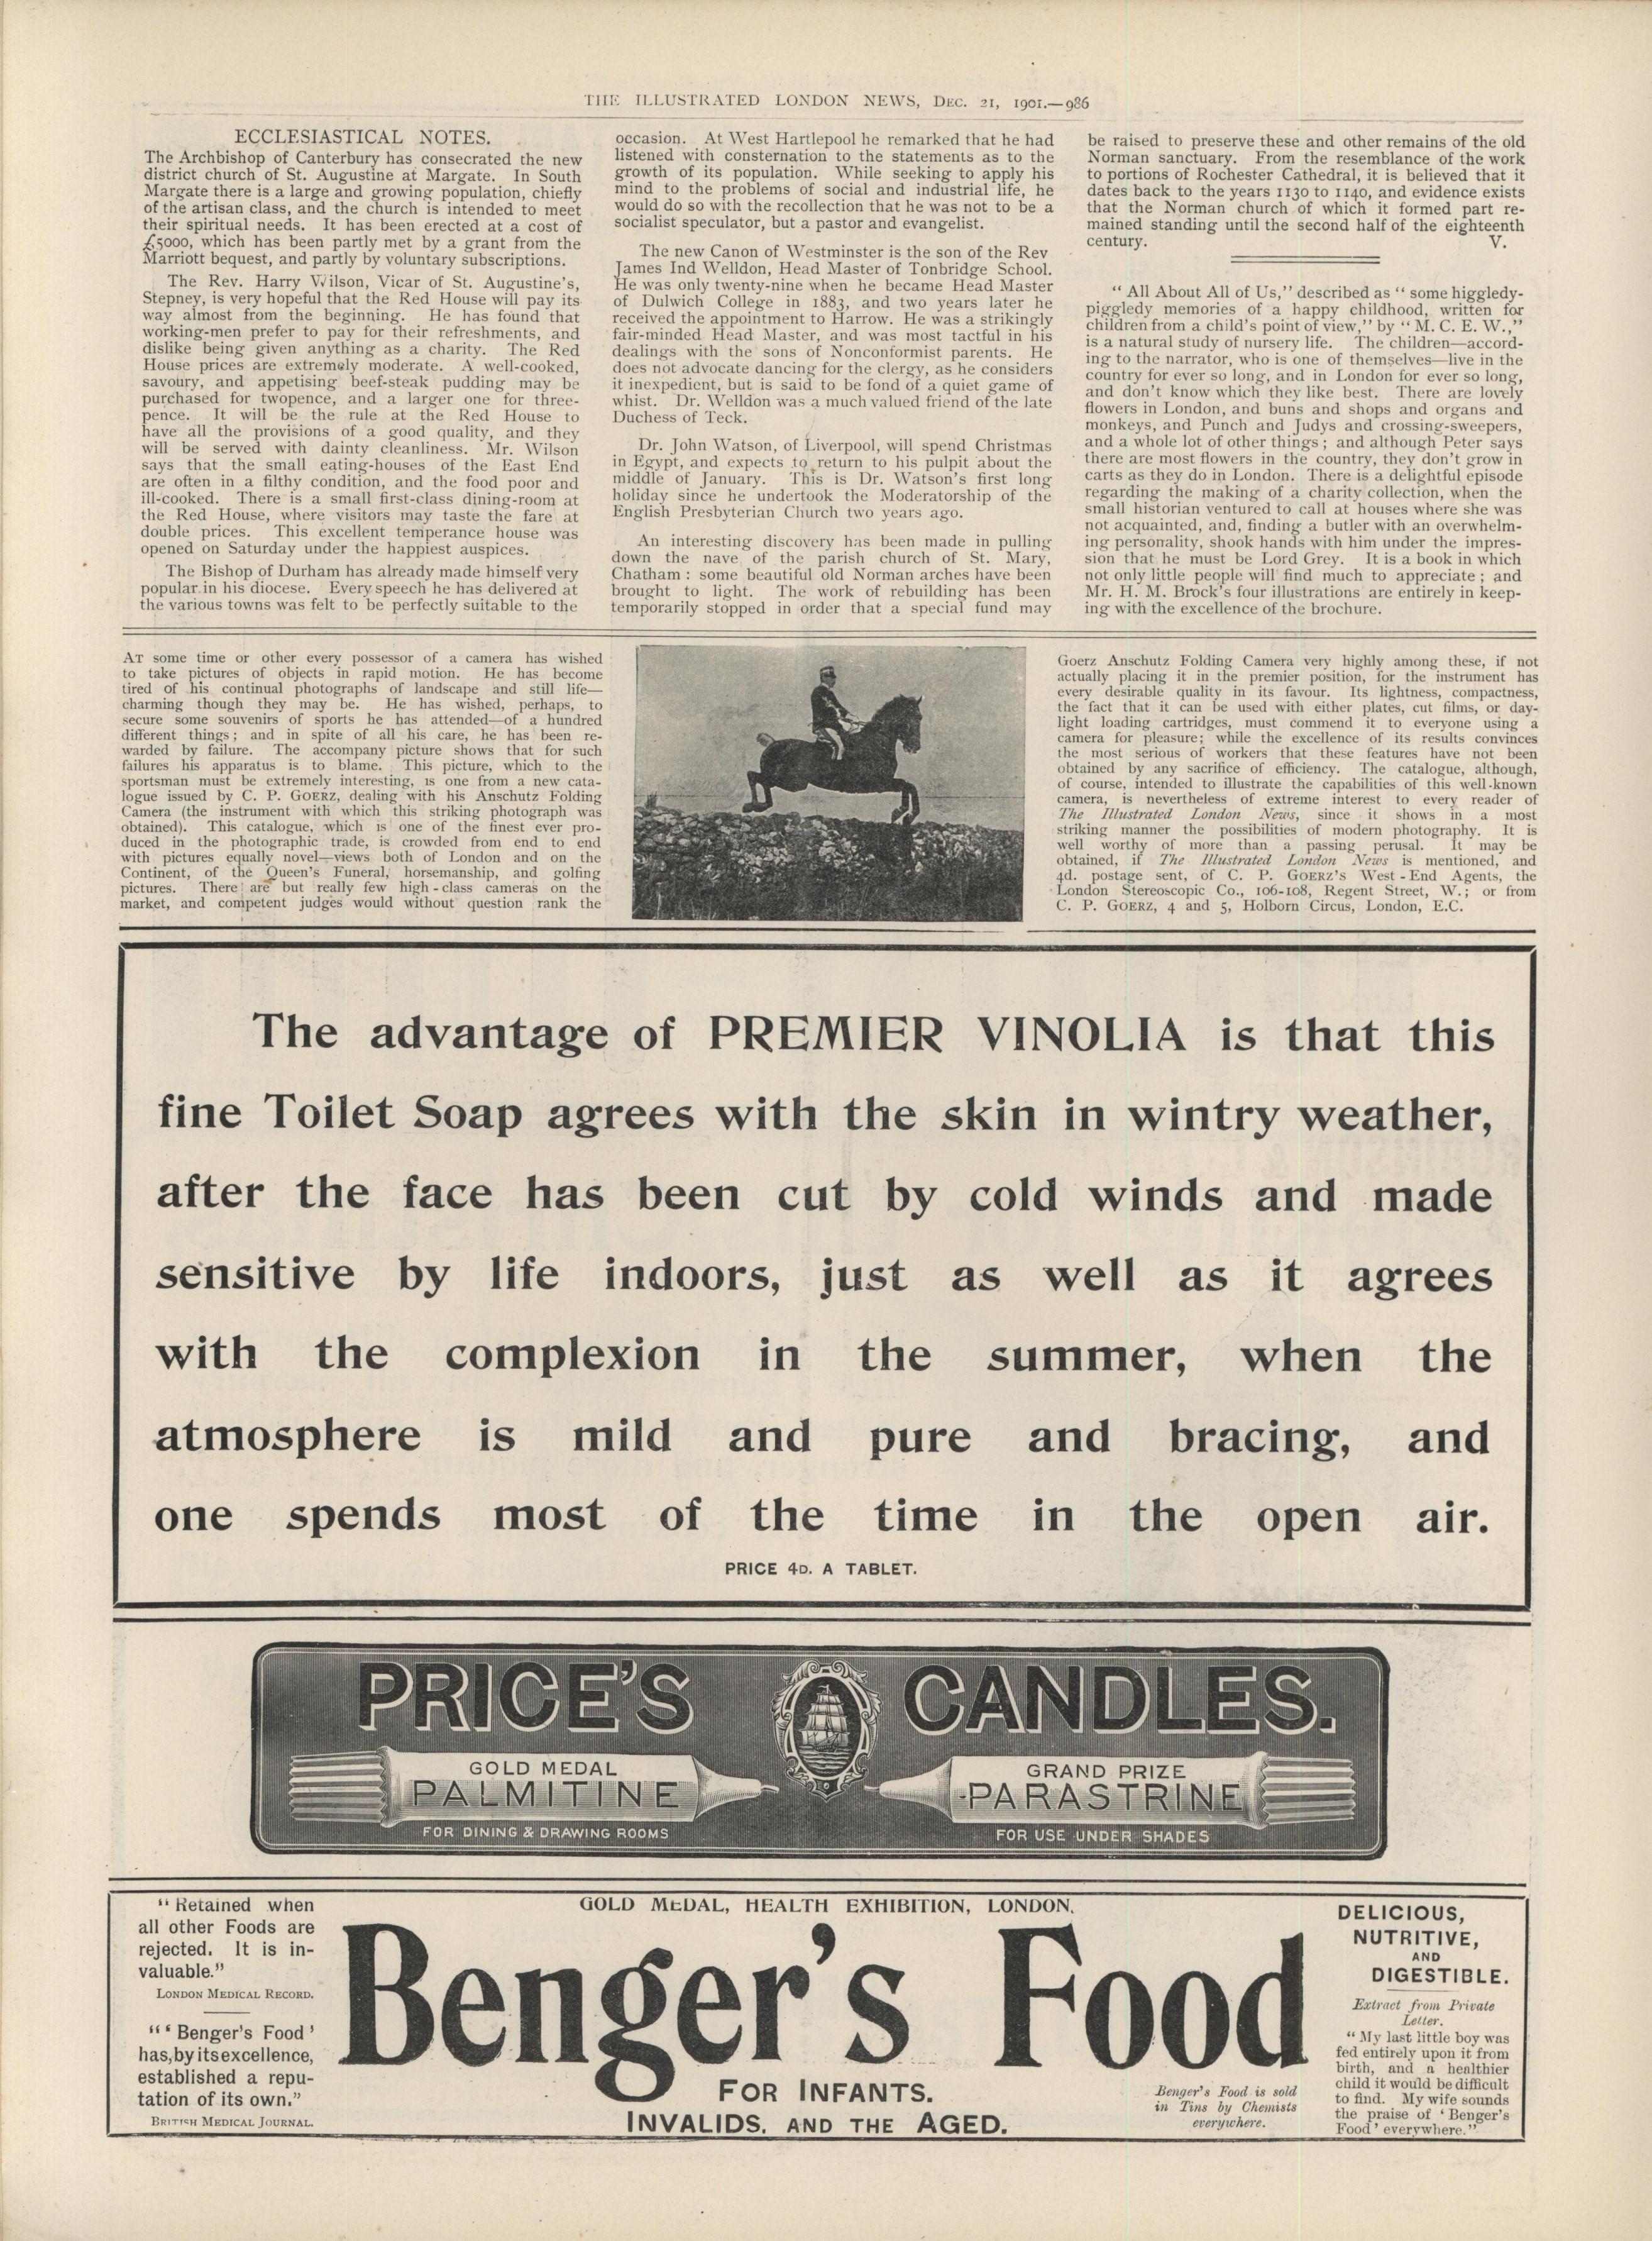 THE ILLUSTRATED LONDON NEWS, DEC. 21, 1901.—986
ECCLESIASTICAL NOTES.
The Archbishop of Canterbury has consecrated the new
district church of St. Augustine at Margate. In South
Margate there is a large and growing population, chiefly
of the artisan class, and the church is intended to meet
their spiritual needs. It has been erected at a cost of
£5000, which has been partly met by a grant from the
Marriott bequest, and partly by voluntary subscriptions.
The Rev. Harry Wilson, Vicar of St. Augustine's,
Stepney, is very hopeful that the Red House will pay its
way almost from the beginning. He has found that
working-men prefer to pay for their refreshments, and
dislike being given anything as a charity. The Red
House prices are extremely moderate. A well-cooked,
savoury, and appetising beef-steak pudding may be
purchased for twopence, and a larger one for three-
pence. It will be the rule at the Red House to
have all the provisions of a good quality, and they
will be served with dainty cleanliness. Mr. Wilson
says that the small eating-houses of the East End
are often in a filthy condition, and the food poor and
ill-cooked. There is a small first-class dining-room at
the Red House, where visitors may taste the fare at
double prices. This excellent temperance house was
opened on Saturday under the happiest auspices.
The Bishop of Durham has already made himself very
popular in his diocese. Every speech he has delivered at
the various towns was felt to be perfectly suitable to the
occasion. At West Hartlepool he remarked that he had
listened with consternation to the statements as to the
growth of its population. While seeking to apply his
mind to the problems of social and industrial life, he
would do so with the recollection that he was not to be a
socialist speculator, but a pastor and evangelist.
The new Canon of Westminster is the son of the Rev
James Ind Welldon, Head Master of Tonbridge School.
He was only twenty-nine when he became Head Master
of Dulwich College in 1883, and two years later he
received the appointment to Harrow. He was a strikingly
fair-minded Head Master, and was most tactful in his
dealings with the sons of Nonconformist parents. He
does not advocate dancing for the clergy, as he considers
it inexpedient, but is said to be fond of a quiet game of
whist. Dr. Welldon was a much valued friend of the late
Duchess of Teck.
Dr. John Watson, of Liverpool, will spend Christmas
in Egypt, and expects to return to his pulpit about the
middle of January. This is Dr. Watson's first long
holiday since he undertook the Moderatorship of the
English Presbyterian Church two years ago.
An interesting discovery has been made in pulling
down the nave of the parish church of St. Mary,
Chatham: some beautiful old Norman arches have been
brought to light. The work of rebuilding has been
temporarily stopped in order that a special fund may
be raised to preserve these and other remains of the old
Norman sanctuary. From the resemblance of the work
to portions of Rochester Cathedral, it is believed that it
dates back to the years 1130 to 1140, and evidence exists
that the Norman church of which it formed part re-
mained standing until the second half of the eighteenth
century. V.
"All About All of Us," described as "some higgledy-
piggledy memories of a happy childhood, written for
children from a child's point of view," by "M. C. E. W.,"
is a natural study of nursery life. The children—accord-
ing to the narrator, who is one of themselves—live in the
country for ever so long, and in London for ever so long,
and don't know which they like best. There are lovely
flowers in London, and buns and shops and organs and
monkeys, and Punch and Judys and crossing-sweepers,
and a whole lot of other things; and although Peter says
there are most flowers in the country, they don't grow in
carts as they do in London. There is a delightful episode
regarding the making of a charity collection, when the
small historian ventured to call at houses where she was
not acquainted, and, finding a butler with an overwhelm-
ing personality, shook hands with him under the impres-
sion that he must be Lord Grey. It is a book in which
not only little people will find much to appreciate; and
Mr. H. M. Brock's four illustrations are entirely in keep-
ing with the excellence of the brochure.
AT some time or other every possessor of a camera has wished
to take pictures of objects in rapid motion. He has become
tired of his continual photographs of landscape and still life—
charming though they may be. He has wished, perhaps, to
secure some souvenirs of sports he has attended—of a hundred
different things; and in spite of all his care, he has been re-
warded by failure. The accompany picture shows that for such
failures his apparatus is to blame. This picture, which to the
sportsman must be extremely interesting, is one from a new cata-
logue issued by C. P. GOERZ, dealing with his Anschutz Folding
Camera (the instrument with which this striking photograph was
obtained). This catalogue, which is one of the finest ever pro-
duced in the photographic trade, is crowded from end to end
with pictures equally novel—views both of London and on the
Continent, of the Queen's Funeral, horsemanship, and golfing
pictures. There are but really few high-class cameras on the
market, and competent judges would without question rank the
Goerz Anschutz Folding Camera very highly among these, if not
actually placing it in the premier position, for the instrument has
every desirable quality in its favour. Its lightness, compactness,
the fact that it can be used with either plates, cut films, or day-
light loading cartridges, must commend it to everyone using a
camera for pleasure; while the excellence of its results convinces
the most serious of workers that these features have not been
obtained by any sacrifice of efficiency. The catalogue, although,
of course, intended to illustrate the capabilities of this well-known
camera, is nevertheless of extreme interest to every reader of
The Illustrated London News, since it shows in a most
striking manner the possibilities of modern photography. It is
well worthy of more than a passing perusal. It may be
obtained, if The Illustrated London News is mentioned, and
4d. postage sent, of C. P. GOERZ'S West-End Agents, the
London Stereoscopic Co., 106-108, Regent Street, W.; or from
C. P. GOERZ, 4 and 5, Holborn Circus, London, E.C.
The advantage of PREMIER VINOLIA is that this
fine Toilet Soap agrees with the skin in wintry weather,
after the face has been cut by cold winds and made
sensitive by life indoors, just as well as it agrees
with the complexion in the summer, when the
atmosphere is mild and pure and bracing, and
one spends most of the time in the open air.
PRICE 4D. A TABLET.
PRICE'S CANDLES.
GOLD MEDAL
PALMITINE
FOR DINING & DRAWING ROOMS
GRAND PRIZE
PARASTRINE
FOR USE UNDER SHADES
"Retained when
all other Foods are
rejected. It is in-
valuable."
LONDON MEDICAL RECORD.
"'Benger's Food'
has, by its excellence,
established a repu-
tation of its own."
BRITISH MEDICAL JOURNAL.
GOLD MEDAL, HEALTH EXHIBITION, LONDON.
Benger's Food
FOR INFANTS.
INVALIDS, AND THE AGED.
Benger's Food is sold
in Tins by Chemists
everywhere.
DELICIOUS,
NUTRITIVE,
AND
DIGESTIBLE.
Extract from Private
Letter.
"My last little boy was
fed entirely upon it from
birth, and a healthier
child it would be difficult
to find. My wife sounds
the praise of 'Benger's
Food' everywhere."